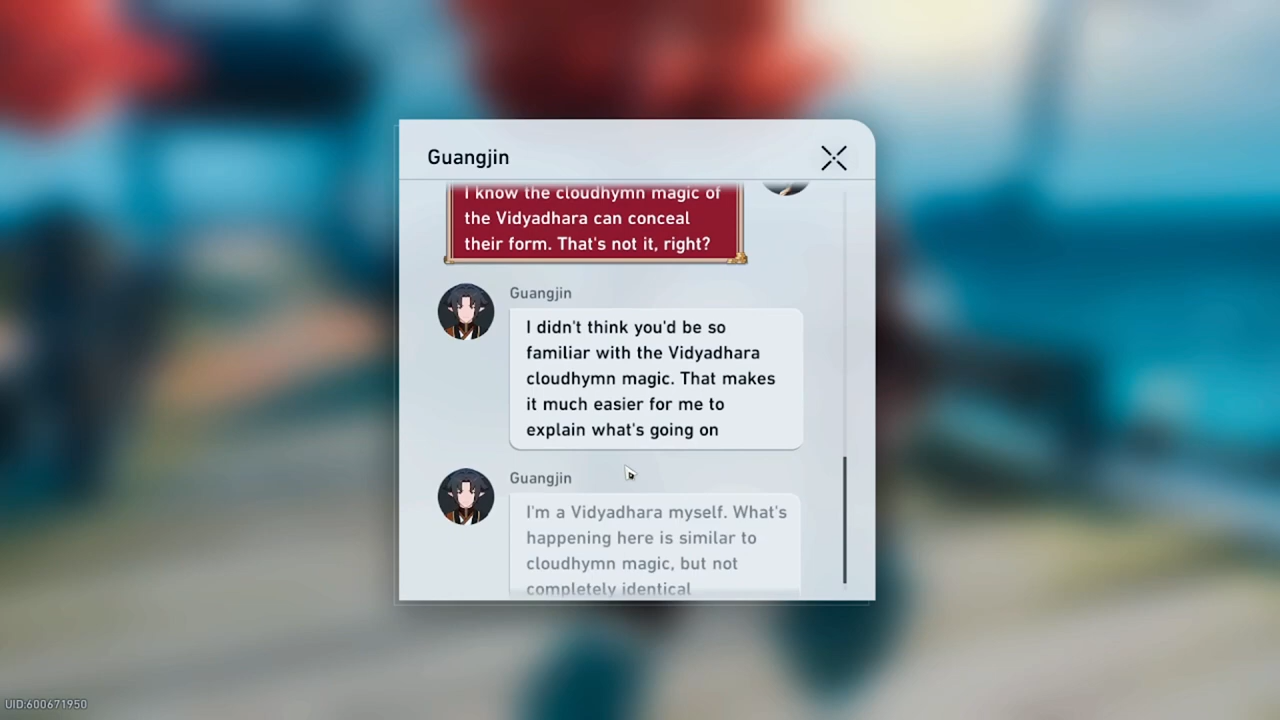 Guangjin
I know the cloudhymn magic of
the Vidyadhara can conceal
their form. That's not it, right?
Guangjin
I didn't think you'd be so
familiar with the Vidyadhara
cloudhymn magic. That makes
it much easier for me to
explain what's going on
Guangjin
I'm a Vidyadhara myself. What's
happening here is similar to
cloudhymn magic, but not
completely identical
UID:600671950